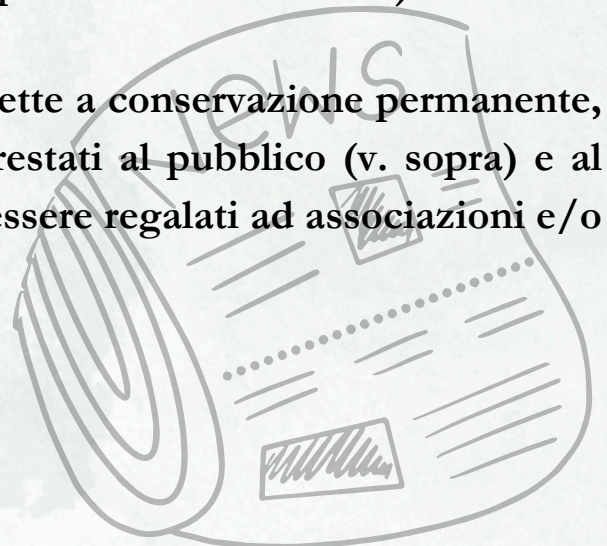 NeWS
ette a conservazione permanente,
restati al pubblico (v. sopra) e al
essere regalati ad associazioni e/o